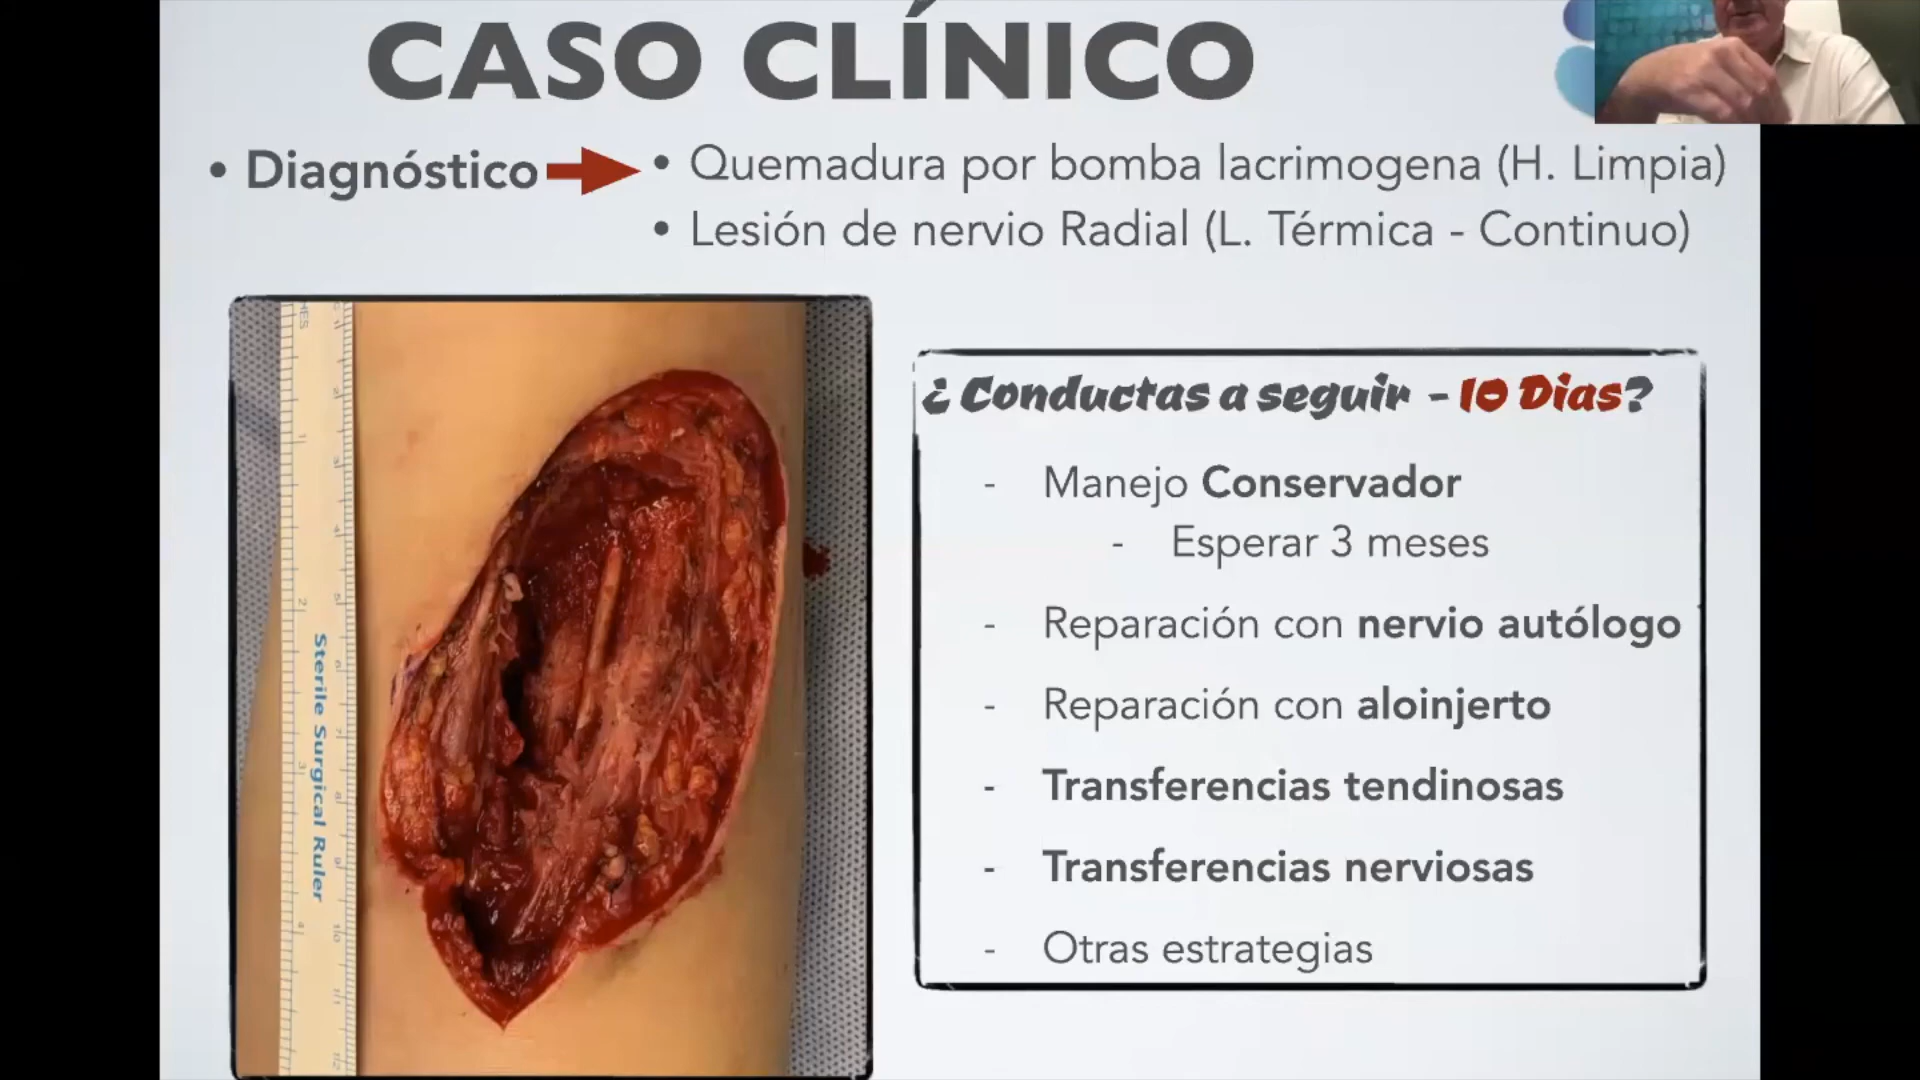 CASO CLÍNICO
• Diagnóstico
• Quemadura por bomba lacrimogena (H. Limpia)
• Lesión de nervio Radial (L. Térmica - Continuo)
¿Conductas a seguir - 10 Dias?
- Manejo Conservador
- Esperar 3 meses
- Reparación con nervio autólogo
- Reparación con aloinjerto
- Transferencias tendinosas
- Transferencias nerviosas
- Otras estrategias
Sterile Surgical Ruler